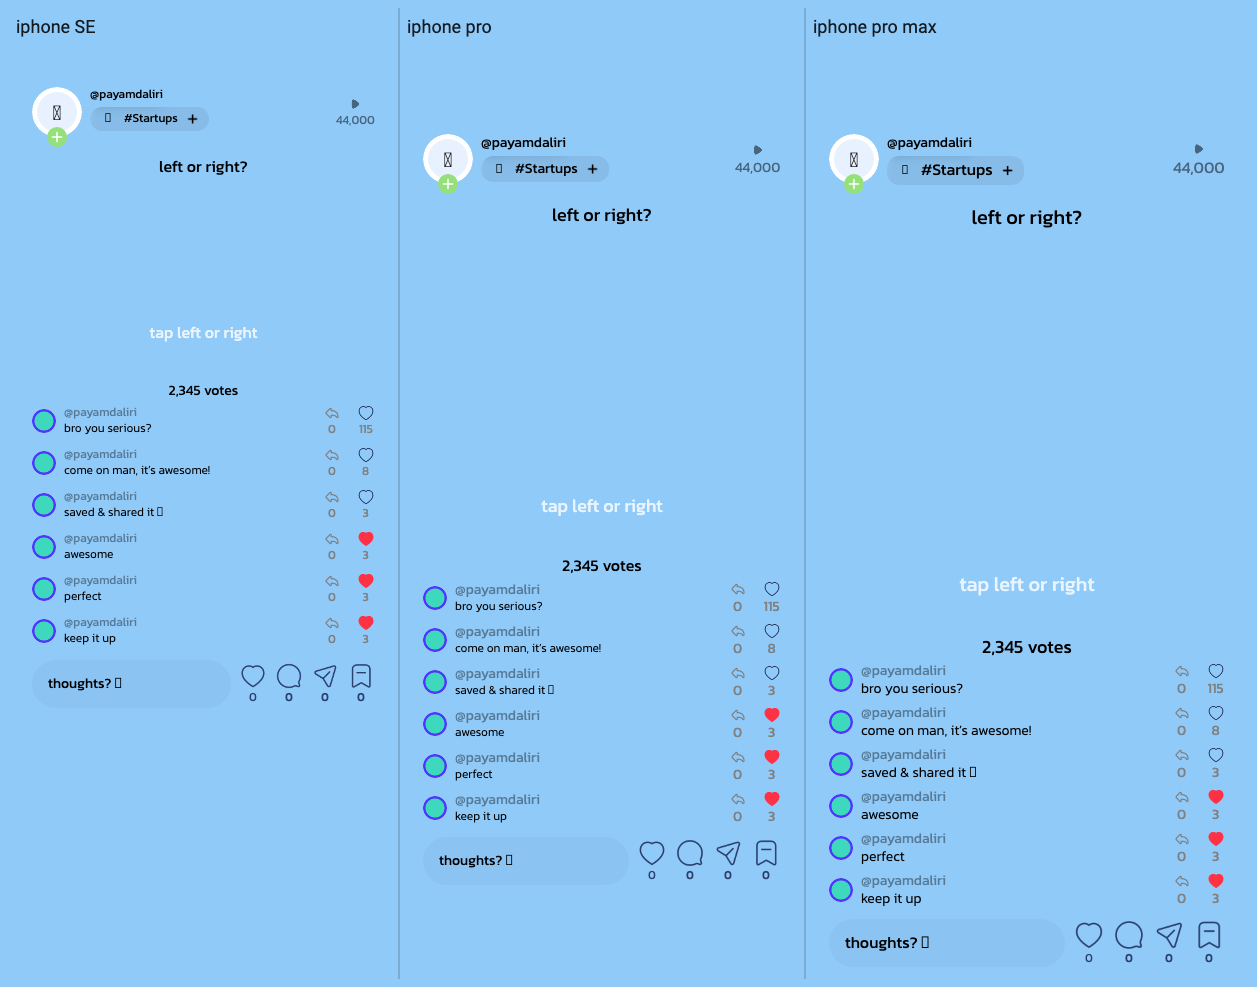 iphone SE
@payamdaliri
#Startups +
44,000
left or right?
tap left or right
2,345 votes
@payamdaliri
bro you serious?
0 115
@payamdaliri
come on man, it's awesome!
0 8
@payamdaliri
saved & shared it
0 3
@payamdaliri
awesome
0 3
@payamdaliri
perfect
0 3
@payamdaliri
keep it up
0 3
thoughts?
0 0 0 0
iphone pro
@payamdaliri
#Startups +
44,000
left or right?
tap left or right
2,345 votes
@payamdaliri
bro you serious?
0 115
@payamdaliri
come on man, it's awesome!
0 8
@payamdaliri
saved & shared it
0 3
@payamdaliri
awesome
0 3
@payamdaliri
perfect
0 3
@payamdaliri
keep it up
0 3
thoughts?
0 0 0 0
iphone pro max
@payamdaliri
#Startups +
44,000
left or right?
tap left or right
2,345 votes
@payamdaliri
bro you serious?
0 115
@payamdaliri
come on man, it's awesome!
0 8
@payamdaliri
saved & shared it
0 3
@payamdaliri
awesome
0 3
@payamdaliri
perfect
0 3
@payamdaliri
keep it up
0 3
thoughts?
0 0 0 0